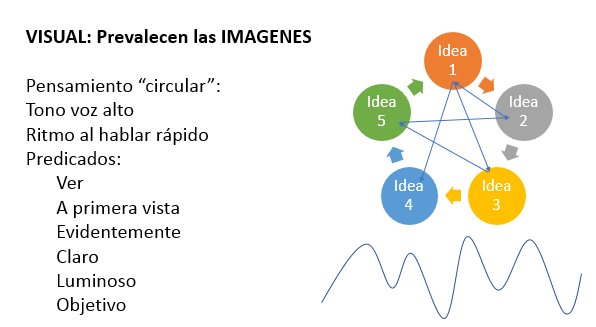 VISUAL: Prevalecen las IMAGENES
Pensamiento “circular”:
Tono voz alto
Ritmo al hablar rápido
Predicados:
Ver
A primera vista
Evidentemente
Claro
Luminoso
Objetivo
Idea
1
Idea
2
Idea
3
Idea
4
Idea
5